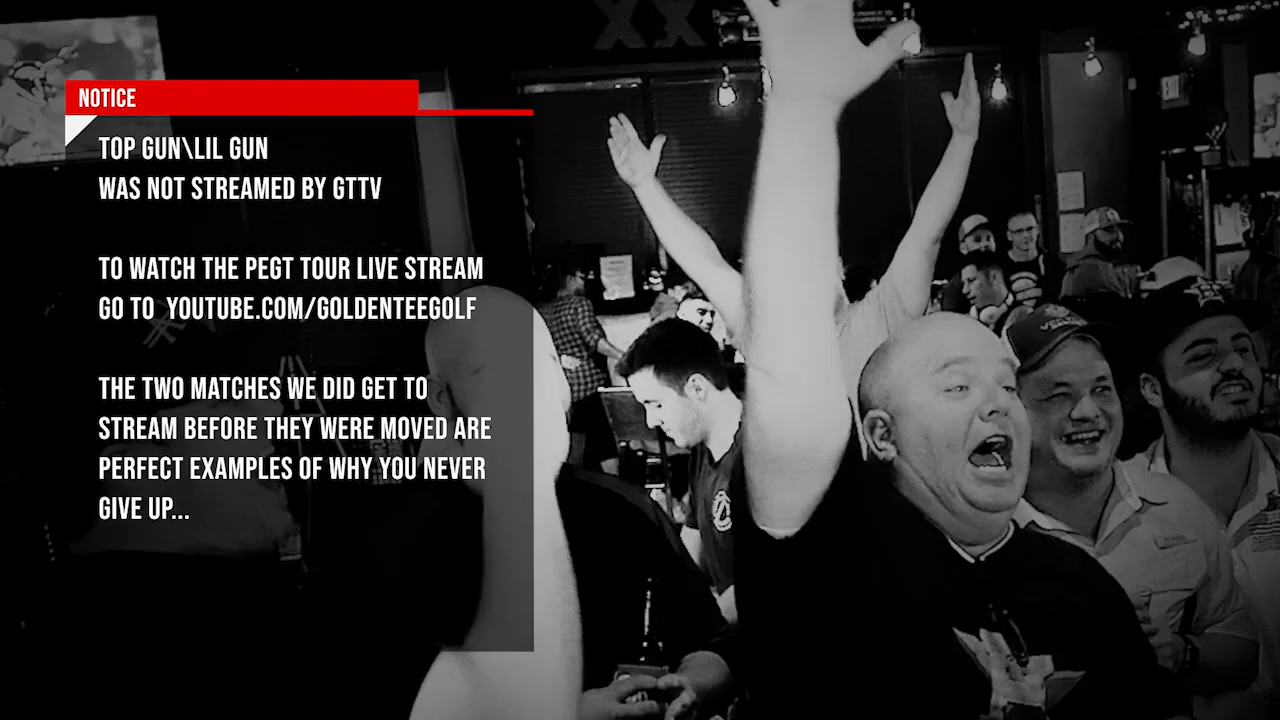 NOTICE
TOP GUN\LIL GUN
WAS NOT STREAMED BY GTTV
TO WATCH THE PEGT TOUR LIVE STREAM
GO TO YOUTUBE.COM/GOLDENTEEGOLF
THE TWO MATCHES WE DID GET TO
STREAM BEFORE THEY WERE MOVED ARE
PERFECT EXAMPLES OF WHY YOU NEVER
GIVE UP...
XX
EXIT